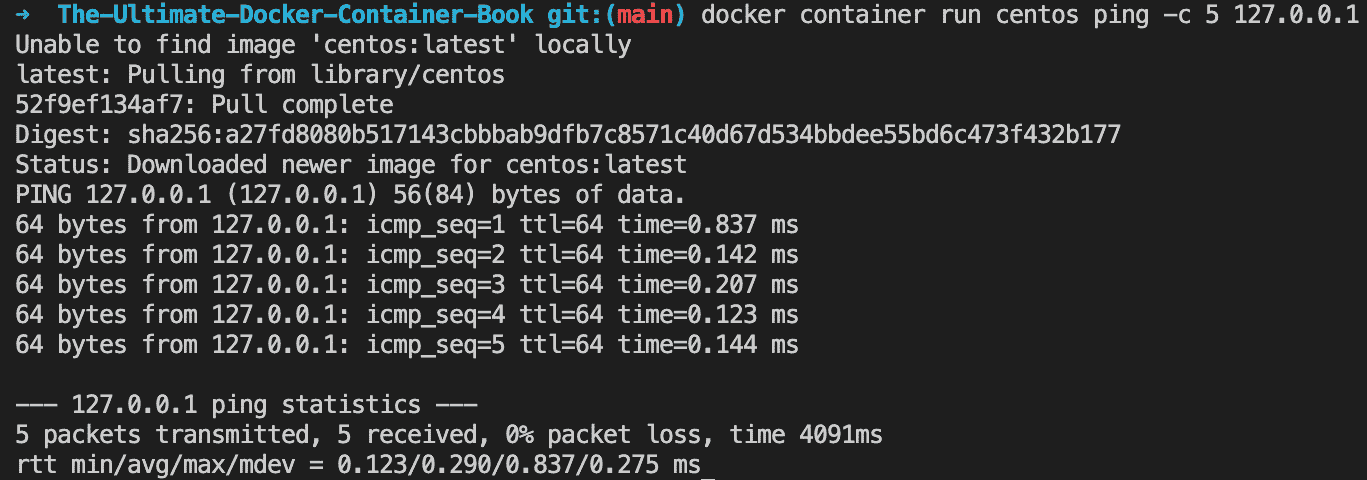 ➜ The-Ultimate-Docker-Container-Book git:(main) docker container run centos ping -c 5 127.0.0.1
Unable to find image 'centos:latest' locally
latest: Pulling from library/centos
52f9ef134af7: Pull complete
Digest: sha256:a27fd8080b517143cbbbab9dfb7c8571c40d67d534bbdee55bd6c473f432b177
Status: Downloaded newer image for centos:latest
PING 127.0.0.1 (127.0.0.1) 56(84) bytes of data.
64 bytes from 127.0.0.1: icmp_seq=1 ttl=64 time=0.837 ms
64 bytes from 127.0.0.1: icmp_seq=2 ttl=64 time=0.142 ms
64 bytes from 127.0.0.1: icmp_seq=3 ttl=64 time=0.207 ms
64 bytes from 127.0.0.1: icmp_seq=4 ttl=64 time=0.123 ms
64 bytes from 127.0.0.1: icmp_seq=5 ttl=64 time=0.144 ms

--- 127.0.0.1 ping statistics ---
5 packets transmitted, 5 received, 0% packet loss, time 4091ms
rtt min/avg/max/mdev = 0.123/0.290/0.837/0.275 ms